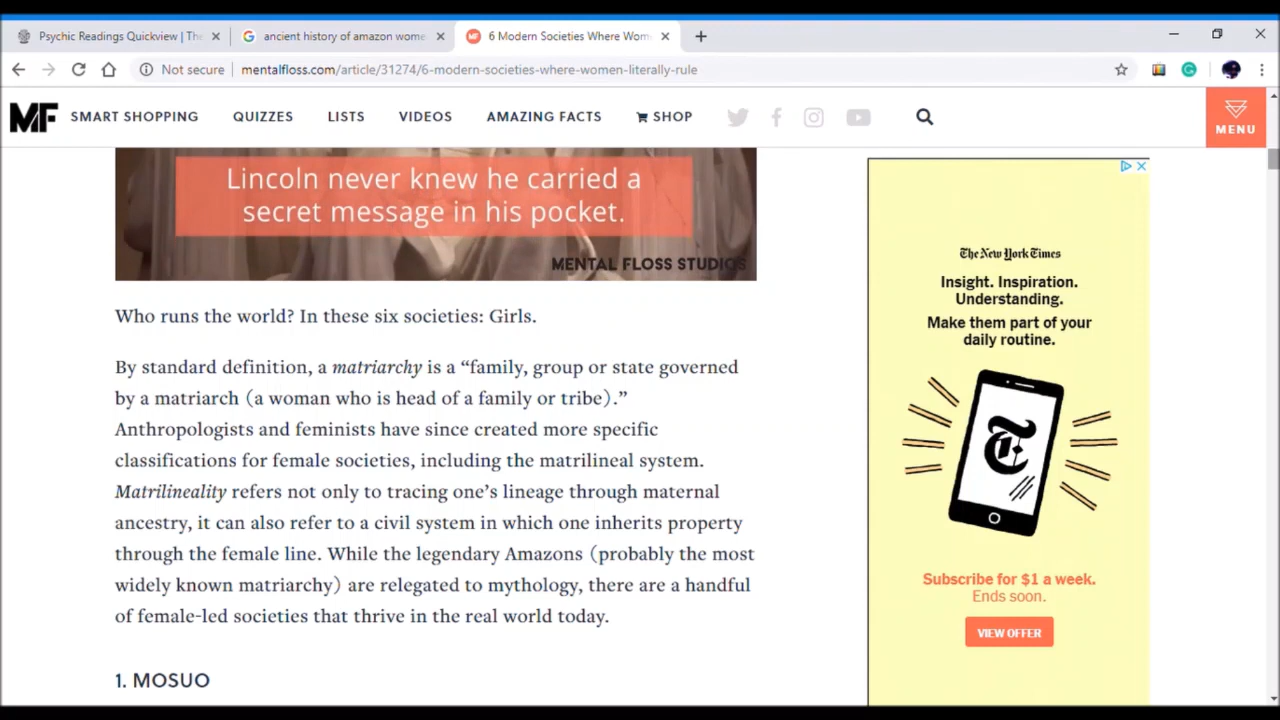 Psychic Readings Quickview | Th
ancient history of amazon wome
6 Modern Societies Where Wom
Not secure
mentalfloss.com/article/31274/6-modern-societies-where-women-literally-rule
MF
SMART SHOPPING
QUIZZES
LISTS
VIDEOS
AMAZING FACTS
SHOP
MENU
Lincoln never knew he carried a
secret message in his pocket.
MENTAL FLOSS STUDIOS
Who runs the world? In these six societies: Girls.
By standard definition, a matriarchy is a “family, group or state governed
by a matriarch (a woman who is head of a family or tribe).”
Anthropologists and feminists have since created more specific
classifications for female societies, including the matrilineal system.
Matrilineality refers not only to tracing one’s lineage through maternal
ancestry, it can also refer to a civil system in which one inherits property
through the female line. While the legendary Amazons (probably the most
widely known matriarchy) are relegated to mythology, there are a handful
of female-led societies that thrive in the real world today.
1. MOSUO
The New York Times
Insight. Inspiration.
Understanding.
Make them part of your
daily routine.
T
Subscribe for $1 a week.
Ends soon.
VIEW OFFER